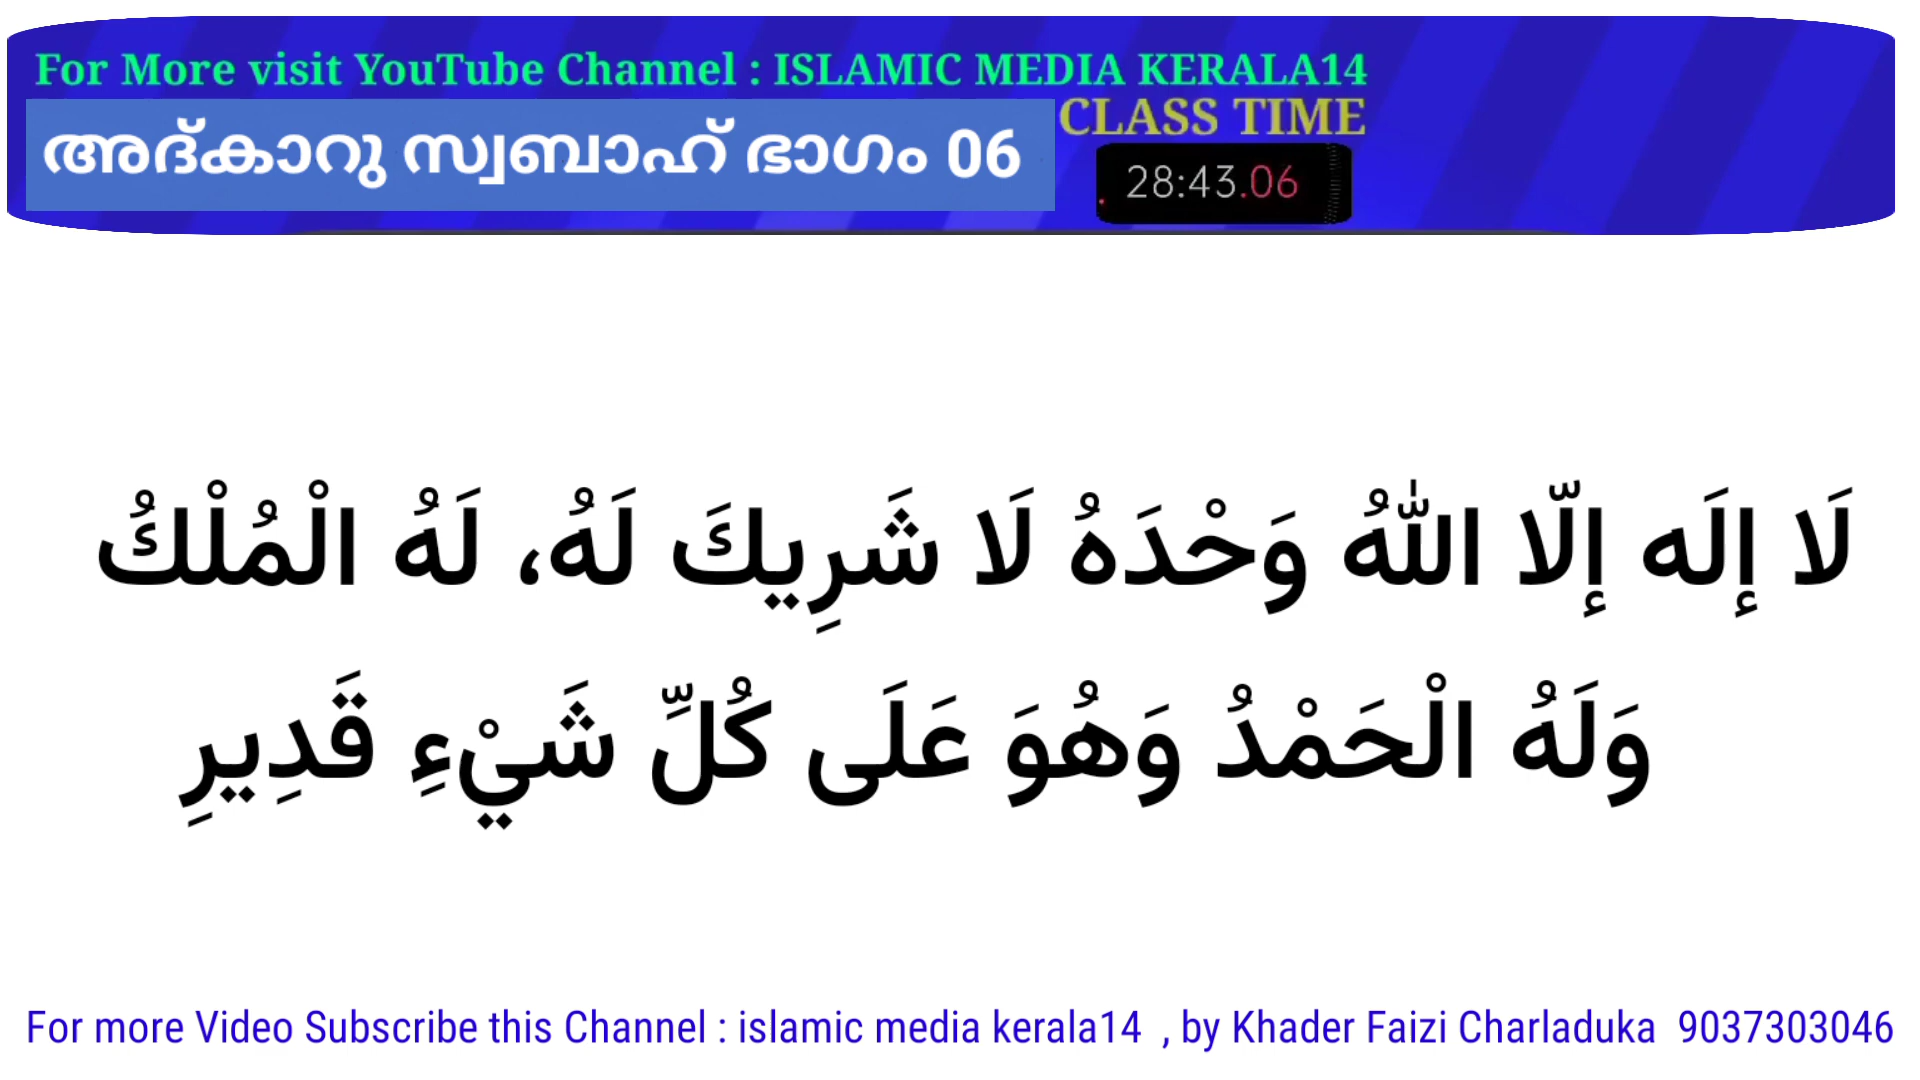 For More visit YouTube Channel : ISLAMIC MEDIA KERALA14
CLASS TIME
അദ്കാറു സ്വബാഹ് ഭാഗം 06
28:43.06
لَا إِلَه إِلّا اللّٰهُ وَحْدَهُ لَا شَرِيكَ لَهُ، لَهُ الْمُلْكُ
وَلَهُ الْحَمْدُ وَهُوَ عَلَى كُلِّ شَيْءِ قَدِيرِ
For more Video Subscribe this Channel : islamic media kerala14 , by Khader Faizi Charladuka 9037303046